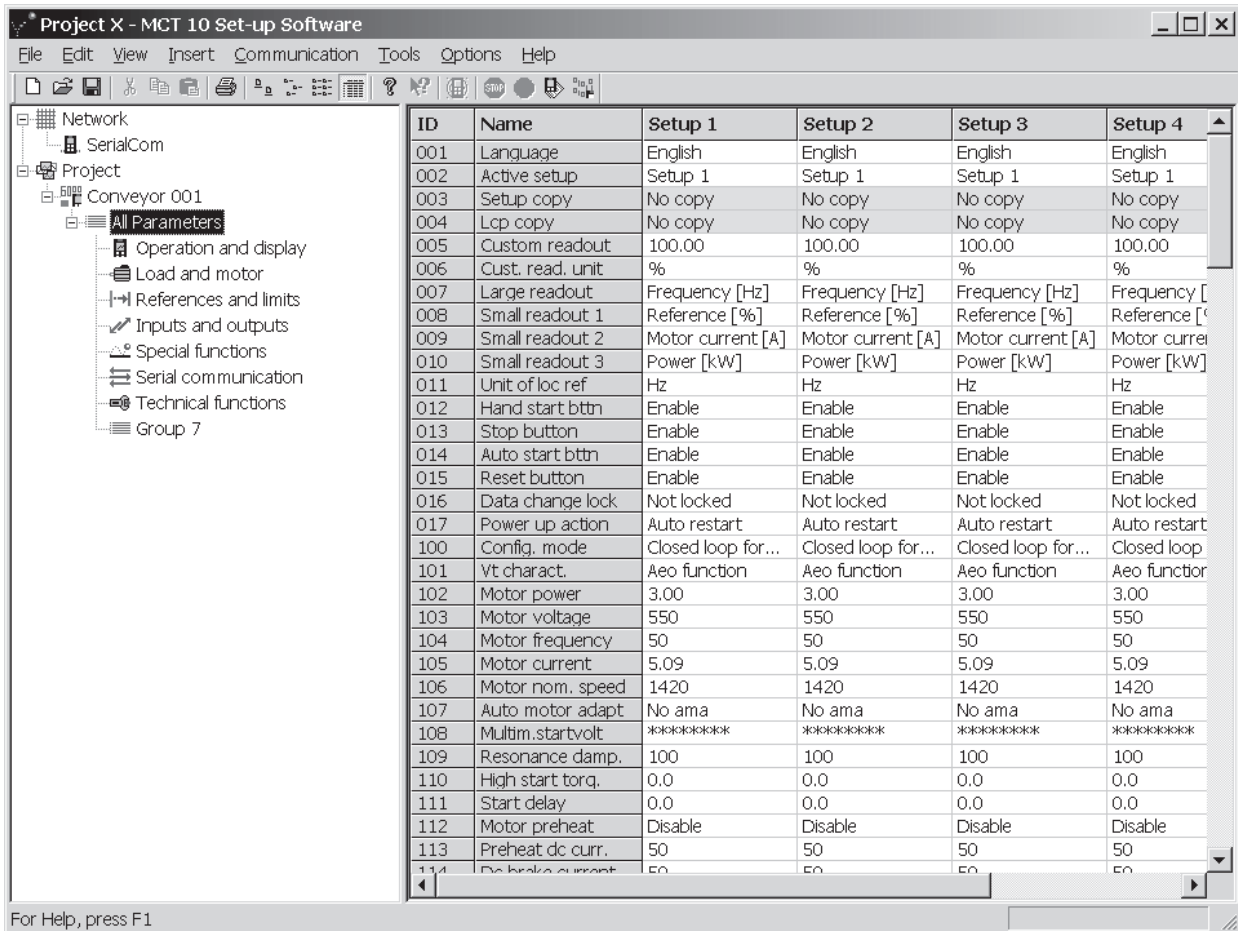 Project X - MCT 10 Set-up Software
File Edit View Insert Communication Tools Options Help
STOP
Network
SerialCom
Project
Conveyor 001
All Parameters
Operation and display
Load and motor
References and limits
Inputs and outputs
Special functions
Serial communication
Technical functions
Group 7
ID Name Setup 1 Setup 2 Setup 3 Setup 4
001 Language English English English English
002 Active setup Setup 1 Setup 1 Setup 1 Setup 1
003 Setup copy No copy No copy No copy No copy
004 Lcp copy No copy No copy No copy No copy
005 Custom readout 100.00 100.00 100.00 100.00
006 Cust. read. unit % % % %
007 Large readout Frequency [Hz] Frequency [Hz] Frequency [Hz] Frequency [
008 Small readout 1 Reference [%] Reference [%] Reference [%] Reference [%
009 Small readout 2 Motor current [A] Motor current [A] Motor current [A] Motor curre
010 Small readout 3 Power [kW] Power [kW] Power [kW] Power [kW]
011 Unit of loc ref Hz Hz Hz Hz
012 Hand start bttn Enable Enable Enable Enable
013 Stop button Enable Enable Enable Enable
014 Auto start bttn Enable Enable Enable Enable
015 Reset button Enable Enable Enable Enable
016 Data change lock Not locked Not locked Not locked Not locked
017 Power up action Auto restart Auto restart Auto restart Auto restart
100 Config. mode Closed loop for... Closed loop for... Closed loop for... Closed loop
101 Vt charact. Aeo function Aeo function Aeo function Aeo function
102 Motor power 3.00 3.00 3.00 3.00
103 Motor voltage 550 550 550 550
104 Motor frequency 50 50 50 50
105 Motor current 5.09 5.09 5.09 5.09
106 Motor nom. speed 1420 1420 1420 1420
107 Auto motor adapt No ama No ama No ama No ama
108 Multim.startvolt ******** ******** ******** ********
109 Resonance damp. 100 100 100 100
110 High start torq. 0.0 0.0 0.0 0.0
111 Start delay 0.0 0.0 0.0 0.0
112 Motor preheat Disable Disable Disable Disable
113 Preheat dc curr. 50 50 50 50
114 Dc brake current 50 50 50 50
For Help, press F1